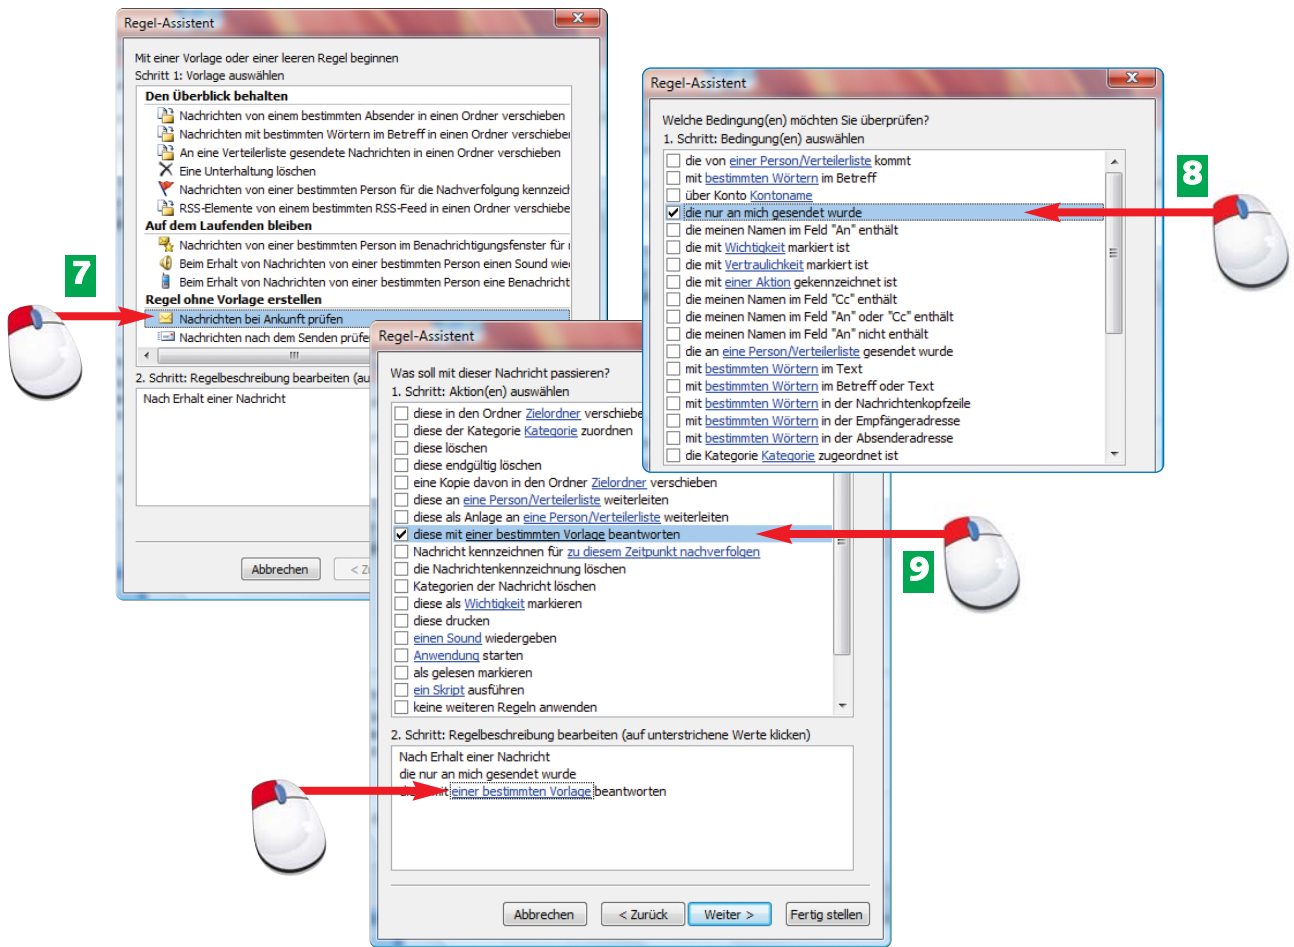 Regel-Assistent
Mit einer Vorlage oder einer leeren Regel beginnen
Schritt 1: Vorlage auswählen
Den Überblick behalten
Nachrichten von einem bestimmten Absender in einen Ordner verschieben
Nachrichten mit bestimmten Wörtern im Betreff in einen Ordner verschieben
An eine Verteilerliste gesendete Nachrichten in einen Ordner verschieben
Eine Unterhaltung löschen
Nachrichten von einer bestimmten Person für die Nachverfolgung kennzeich
RSS-Elemente von einem bestimmten RSS-Feed in einen Ordner verschiebe
Auf dem Laufenden bleiben
Nachrichten von einer bestimmten Person im Benachrichtigungsfenster für
Beim Erhalt von Nachrichten von einer bestimmten Person einen Sound wie
Beim Erhalt von Nachrichten von einer bestimmten Person eine Benachricht
Regel ohne Vorlage erstellen
Nachrichten bei Ankunft prüfen
Nachrichten nach dem Senden prüfe
2. Schritt: Regelbeschreibung bearbeiten (au
Nach Erhalt einer Nachricht
Abbrechen
< Z
7
Regel-Assistent
Welche Bedingung(en) möchten Sie überprüfen?
1. Schritt: Bedingung(en) auswählen
die von einer Person/Verteilerliste kommt
mit bestimmten Wörtern im Betreff
über Konto Kontoname
die nur an mich gesendet wurde
die meinen Namen im Feld "An" enthält
die mit Wichtigkeit markiert ist
die mit Vertraulichkeit markiert ist
die mit einer Aktion gekennzeichnet ist
die meinen Namen im Feld "Cc" enthält
die meinen Namen im Feld "An" oder "Cc" enthält
die meinen Namen im Feld "An" nicht enthält
die an eine Person/Verteilerliste gesendet wurde
mit bestimmten Wörtern im Text
mit bestimmten Wörtern im Betreff oder Text
mit bestimmten Wörtern in der Nachrichtenkopfzeile
mit bestimmten Wörtern in der Empfängeradresse
mit bestimmten Wörtern in der Absenderadresse
die Kategorie Kategorie zugeordnet ist
8
Regel-Assistent
Was soll mit dieser Nachricht passieren?
1. Schritt: Aktion(en) auswählen
diese in den Ordner Zielordner verschiebe
diese der Kategorie Kategorie zuordnen
diese löschen
diese endgültig löschen
eine Kopie davon in den Ordner Zielordner verschieben
diese an eine Person/Verteilerliste weiterleiten
diese als Anlage an eine Person/Verteilerliste weiterleiten
diese mit einer bestimmten Vorlage beantworten
Nachricht kennzeichnen für zu diesem Zeitpunkt nachverfolgen
die Nachrichtenkennzeichnung löschen
Kategorien der Nachricht löschen
diese als Wichtigkeit markieren
diese drucken
einen Sound wiedergeben
Anwendung starten
als gelesen markieren
ein Skript ausführen
keine weiteren Regeln anwenden
9
2. Schritt: Regelbeschreibung bearbeiten (auf unterstrichene Werte klicken)
Nach Erhalt einer Nachricht
die nur an mich gesendet wurde
einer bestimmten Vorlage beantworten
Abbrechen
< Zurück
Weiter >
Fertig stellen